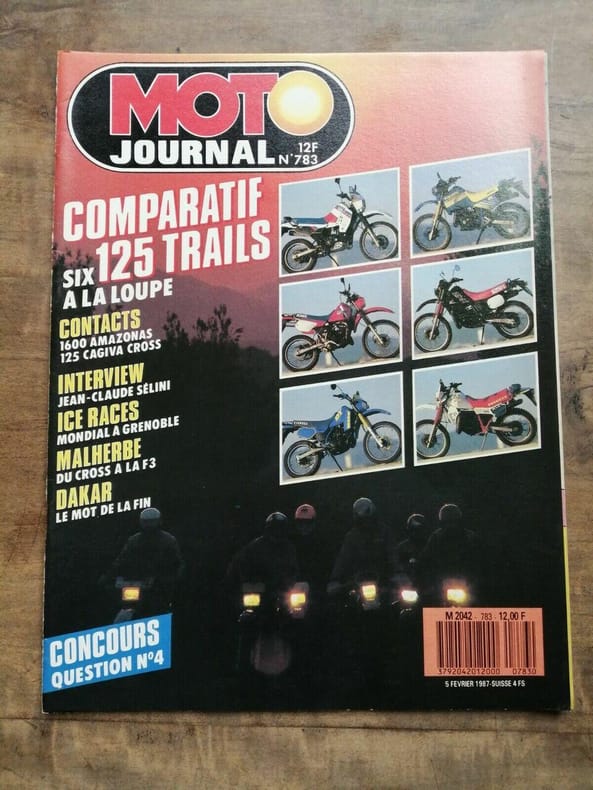 MOTO
JOURNAL
12F
N°783
COMPARATIF
SIX 125 TRAILS
A LA LOUPE
CONTACTS
1600 AMAZONAS
125 CAGIVA CROSS
INTERVIEW
JEAN-CLAUDE SÉLINI
ICE RACES
MONDIAL A GRENOBLE
MALHERBE
DU CROSS A LA F3
DAKAR
LE MOT DE LA FIN
CONCOURS
QUESTION N°4
M 2042 - 783 - 12,00 F
3792042012000 07830
5 FEVRIER 1987-SUISSE 4 FS